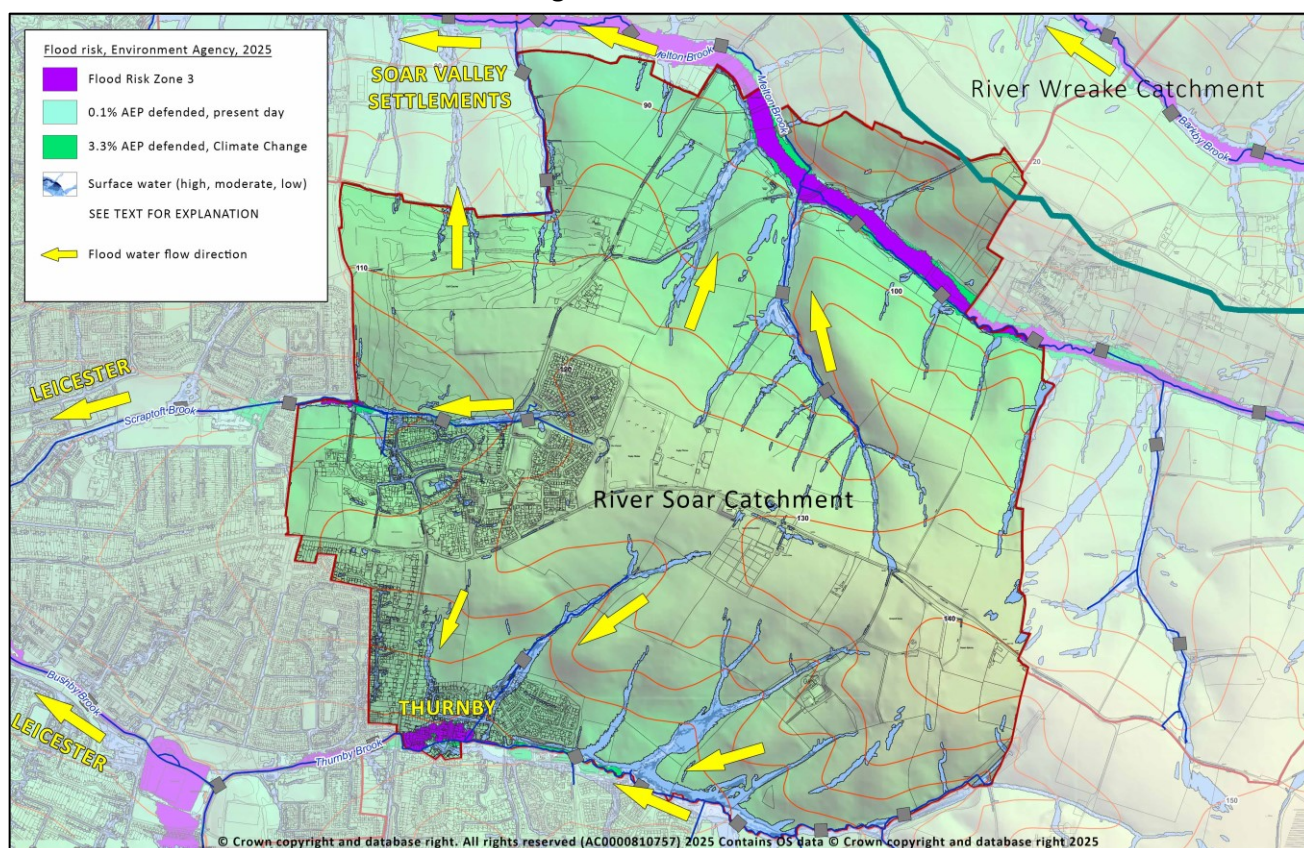 Flood risk, Environment Agency, 2025
Flood Risk Zone 3
0.1% AEP defended, present day
3.3% AEP defended, Climate Change
Surface water (high, moderate, low)
SEE TEXT FOR EXPLANATION
Flood water flow direction
SOAR VALLEY
SETTLEMENTS
Melton Brook
Melton Brook
River Wreake Catchment
Barkby Brook
90
20
110
100
120
LEICESTER
Scraptoft Brook
River Soar Catchment
130
140
THURNBY
Bushby Brook
LEICESTER
Thurnby Brook
150
© Crown copyright and database right. All rights reserved (AC0000810757) 2025 Contains OS data © Crown copyright and database right 2025